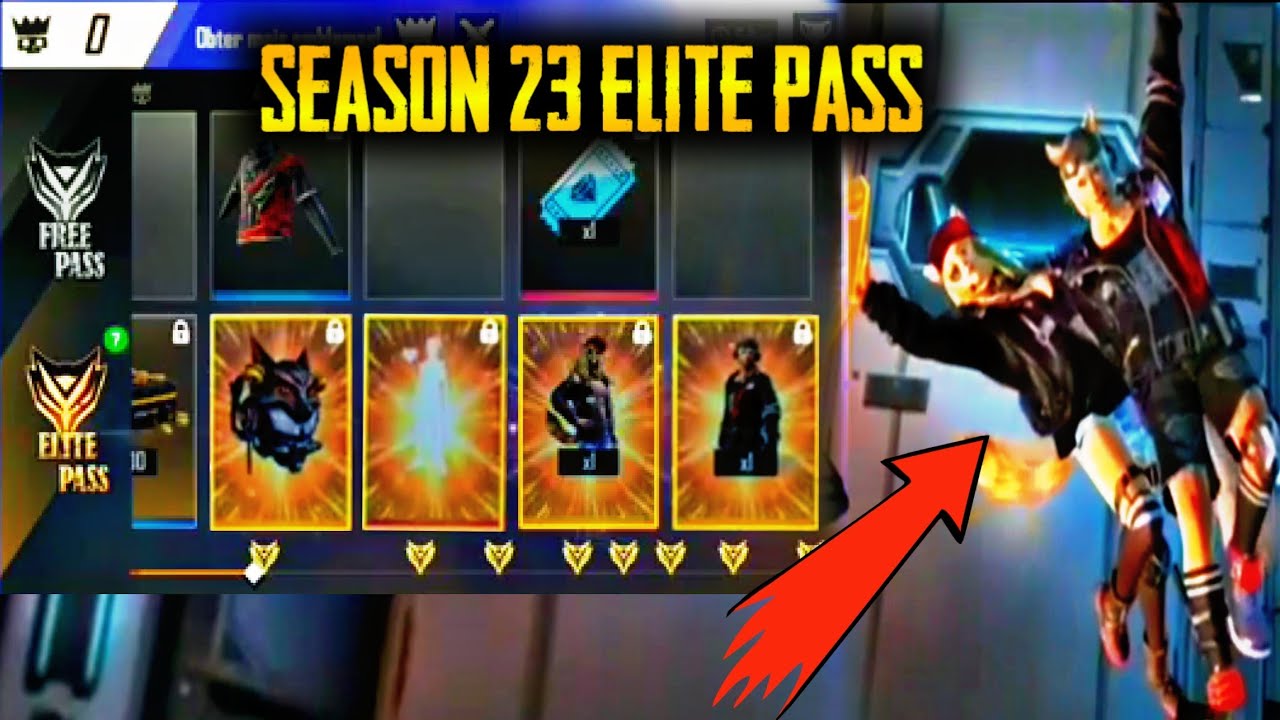 0
Obter mais emblemas!
SEASON 23 ELITE PASS
FREE
PASS
x1
?
ELITE
PASS
x1
x1